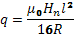 q = μ₀Hₙl² / 16R